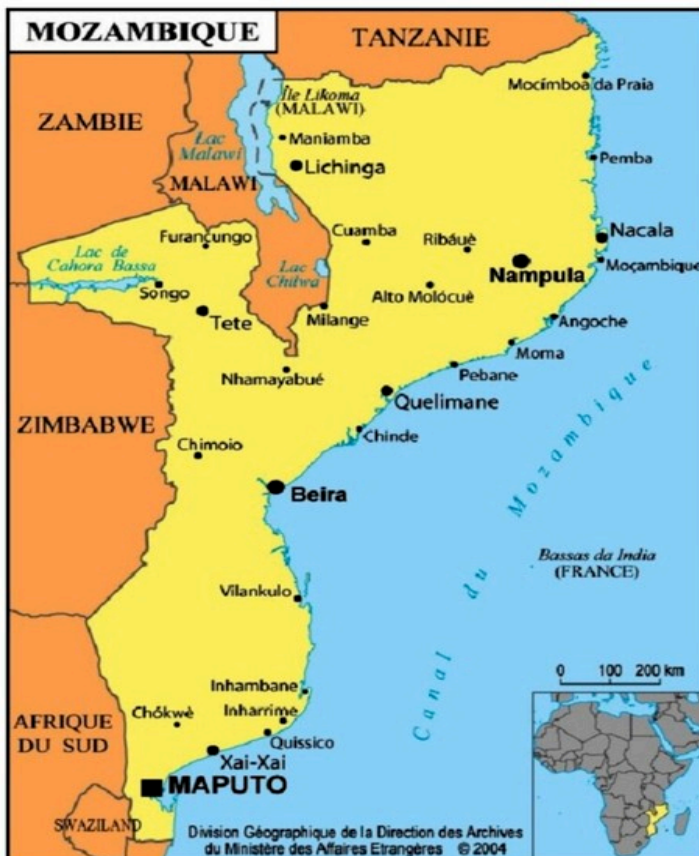 MOZAMBIQUE
TANZANIE
Mocímboa da Praia
Île Likoma
(MALAWI)
ZAMBIE
Maniamba
Lac
Malawi
Lichinga
Pemba
MALAWI
Furançungo
Cuamba
Ribáuè
Nacala
Lac de
Cahora Bassa
Nampula
Moçambique
Lac
Chilwa
Songo
Alto Molócuè
Tete
Milange
Angoche
Moma
Nhamayabué
Pebane
Quelimane
ZIMBABWE
Chinde
Chimoio
Beira
Canal du Mozambique
Bassas da India
(FRANCE)
Vilankulo
0 100 200 km
Inhambane
Chókwè
Inharrime
AFRIQUE
DU SUD
Quissico
Xai-Xai
MAPUTO
SWAZILAND
Division Géographique de la Direction des Archives
du Ministère des Affaires Etrangères © 2004